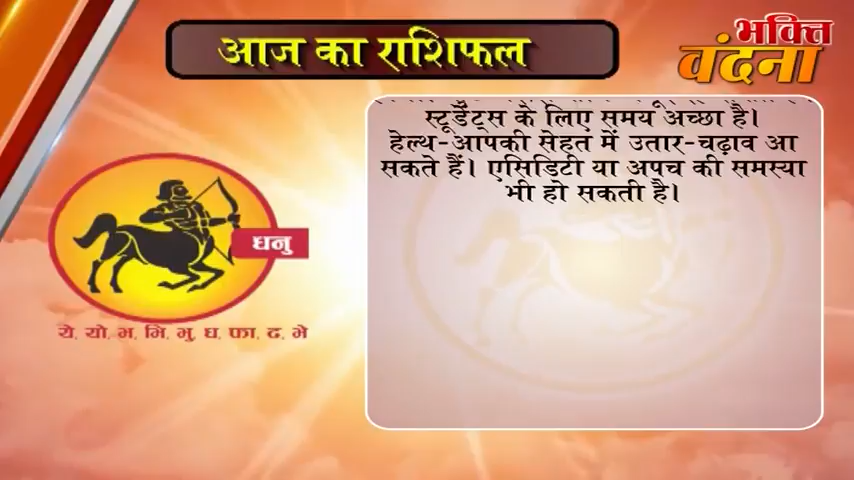 आज का राशिफल
भक्ति
वंदना
स्टूडेंट्स के लिए समय अच्छा है।
हेल्थ-आपकी सेहत में उतार-चढ़ाव आ
सकते हैं। एसिडिटी या अपच की समस्या
भी हो सकती है।
धनु
ये, यो, भ, भि, भु, ध, फा, ढ, भे